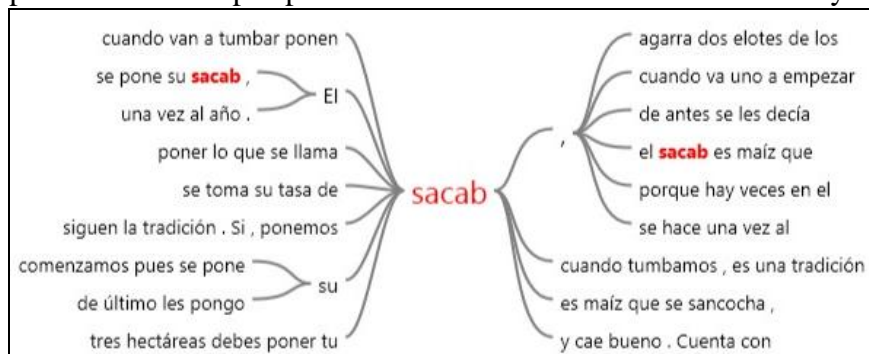 cuando van a tumbar ponen
se pone su sacab ,
una vez al año .
El
poner lo que se llama
se toma su tasa de
siguen la tradición . Si , ponemos
comenzamos pues se pone
de último les pongo
su
tres hectáreas debes poner tu
sacab
,
agarra dos elotes de los
cuando va uno a empezar
de antes se les decía
el sacab es maíz que
porque hay veces en el
se hace una vez al
cuando tumbamos , es una tradición
es maíz que se sancocha ,
y cae bueno . Cuenta con